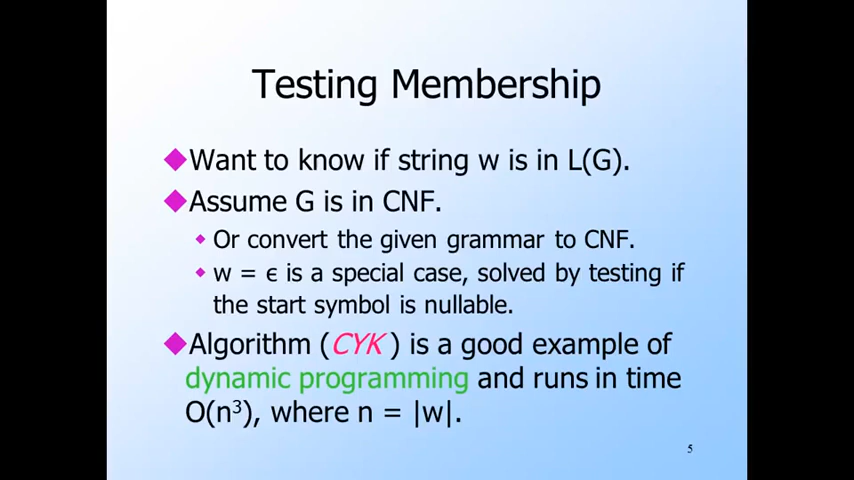 Testing Membership
◆Want to know if string w is in L(G).
◆Assume G is in CNF.
◆ Or convert the given grammar to CNF.
◆ w = ϵ is a special case, solved by testing if
the start symbol is nullable.
◆Algorithm (CYK ) is a good example of
dynamic programming and runs in time
O(n³), where n = |w|.
5